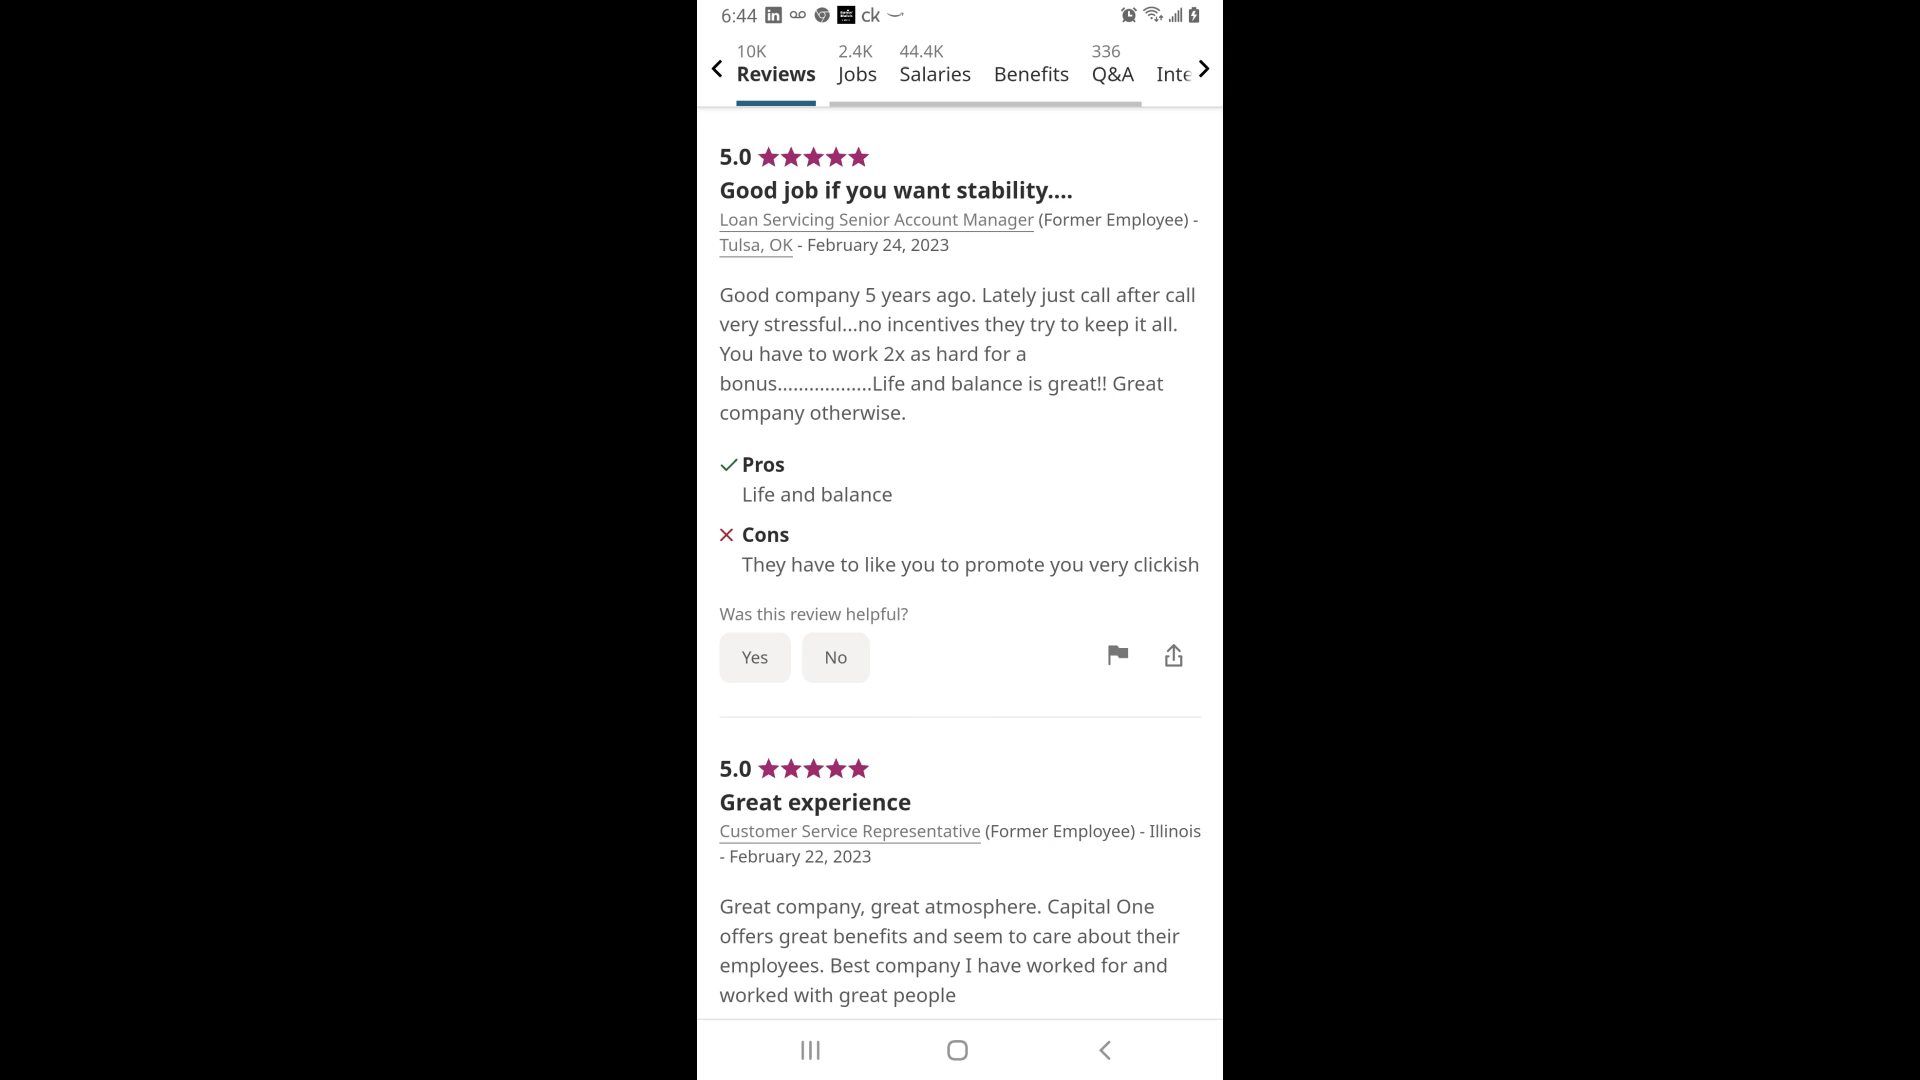 6:44 ck
10K 2.4K 44.4K 336
Reviews Jobs Salaries Benefits Q&A Inte
5.0
Good job if you want stability....
Loan Servicing Senior Account Manager (Former Employee) -
Tulsa, OK - February 24, 2023
Good company 5 years ago. Lately just call after call
very stressful...no incentives they try to keep it all.
You have to work 2x as hard for a
bonus..................Life and balance is great!! Great
company otherwise.
Pros
Life and balance
Cons
They have to like you to promote you very clickish
Was this review helpful?
Yes No
5.0
Great experience
Customer Service Representative (Former Employee) - Illinois
- February 22, 2023
Great company, great atmosphere. Capital One
offers great benefits and seem to care about their
employees. Best company I have worked for and
worked with great people